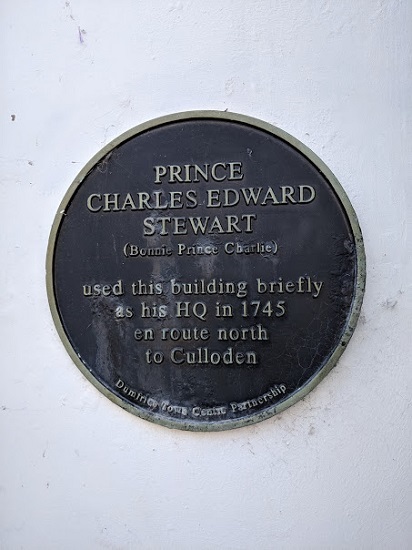 PRINCE
CHARLES EDWARD
STEWART
(Bonnie Prince Charlie)
used this building briefly
as his HQ in 1745
en route north
to Culloden
Dumfries Town Centre Partnership